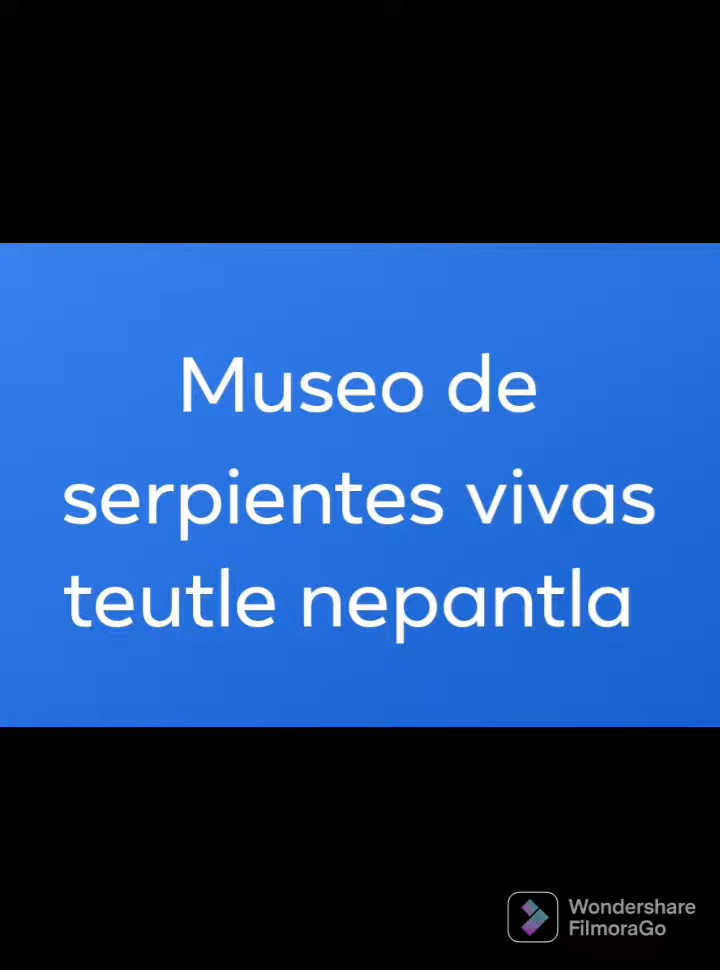 Museo de
serpientes vivas
teutle nepantla
Wondershare
FilmoraGo